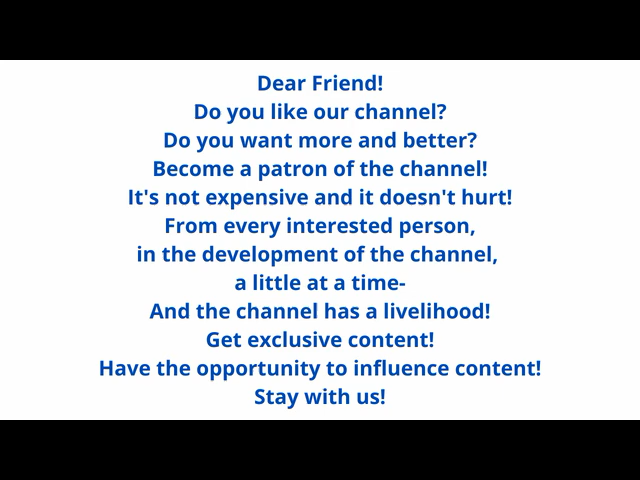 Dear Friend!
Do you like our channel?
Do you want more and better?
Become a patron of the channel!
It's not expensive and it doesn't hurt!
From every interested person,
in the development of the channel,
a little at a time-
And the channel has a livelihood!
Get exclusive content!
Have the opportunity to influence content!
Stay with us!